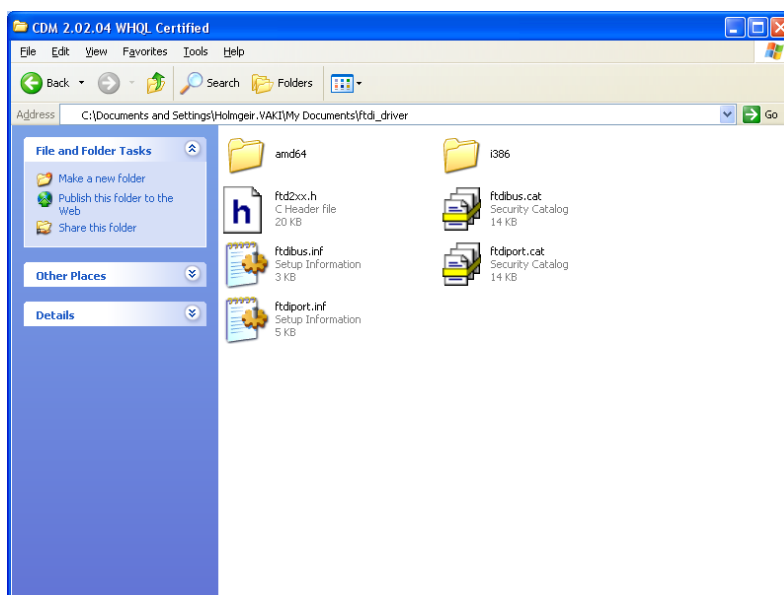 CDM 2.02.04 WHQL Certified
File Edit View Favorites Tools Help
Back Search Folders
Address C:\Documents and Settings\Holmgeir.VAKI\My Documents\ftdi_driver Go
File and Folder Tasks
Make a new folder
Publish this folder to the
Web
Share this folder
Other Places
Details
amd64
i386
h
ftd2xx.h
C Header file
20 KB
ftdibus.cat
Security Catalog
14 KB
ftdibus.inf
Setup Information
3 KB
ftdiport.cat
Security Catalog
14 KB
ftdiport.inf
Setup Information
5 KB